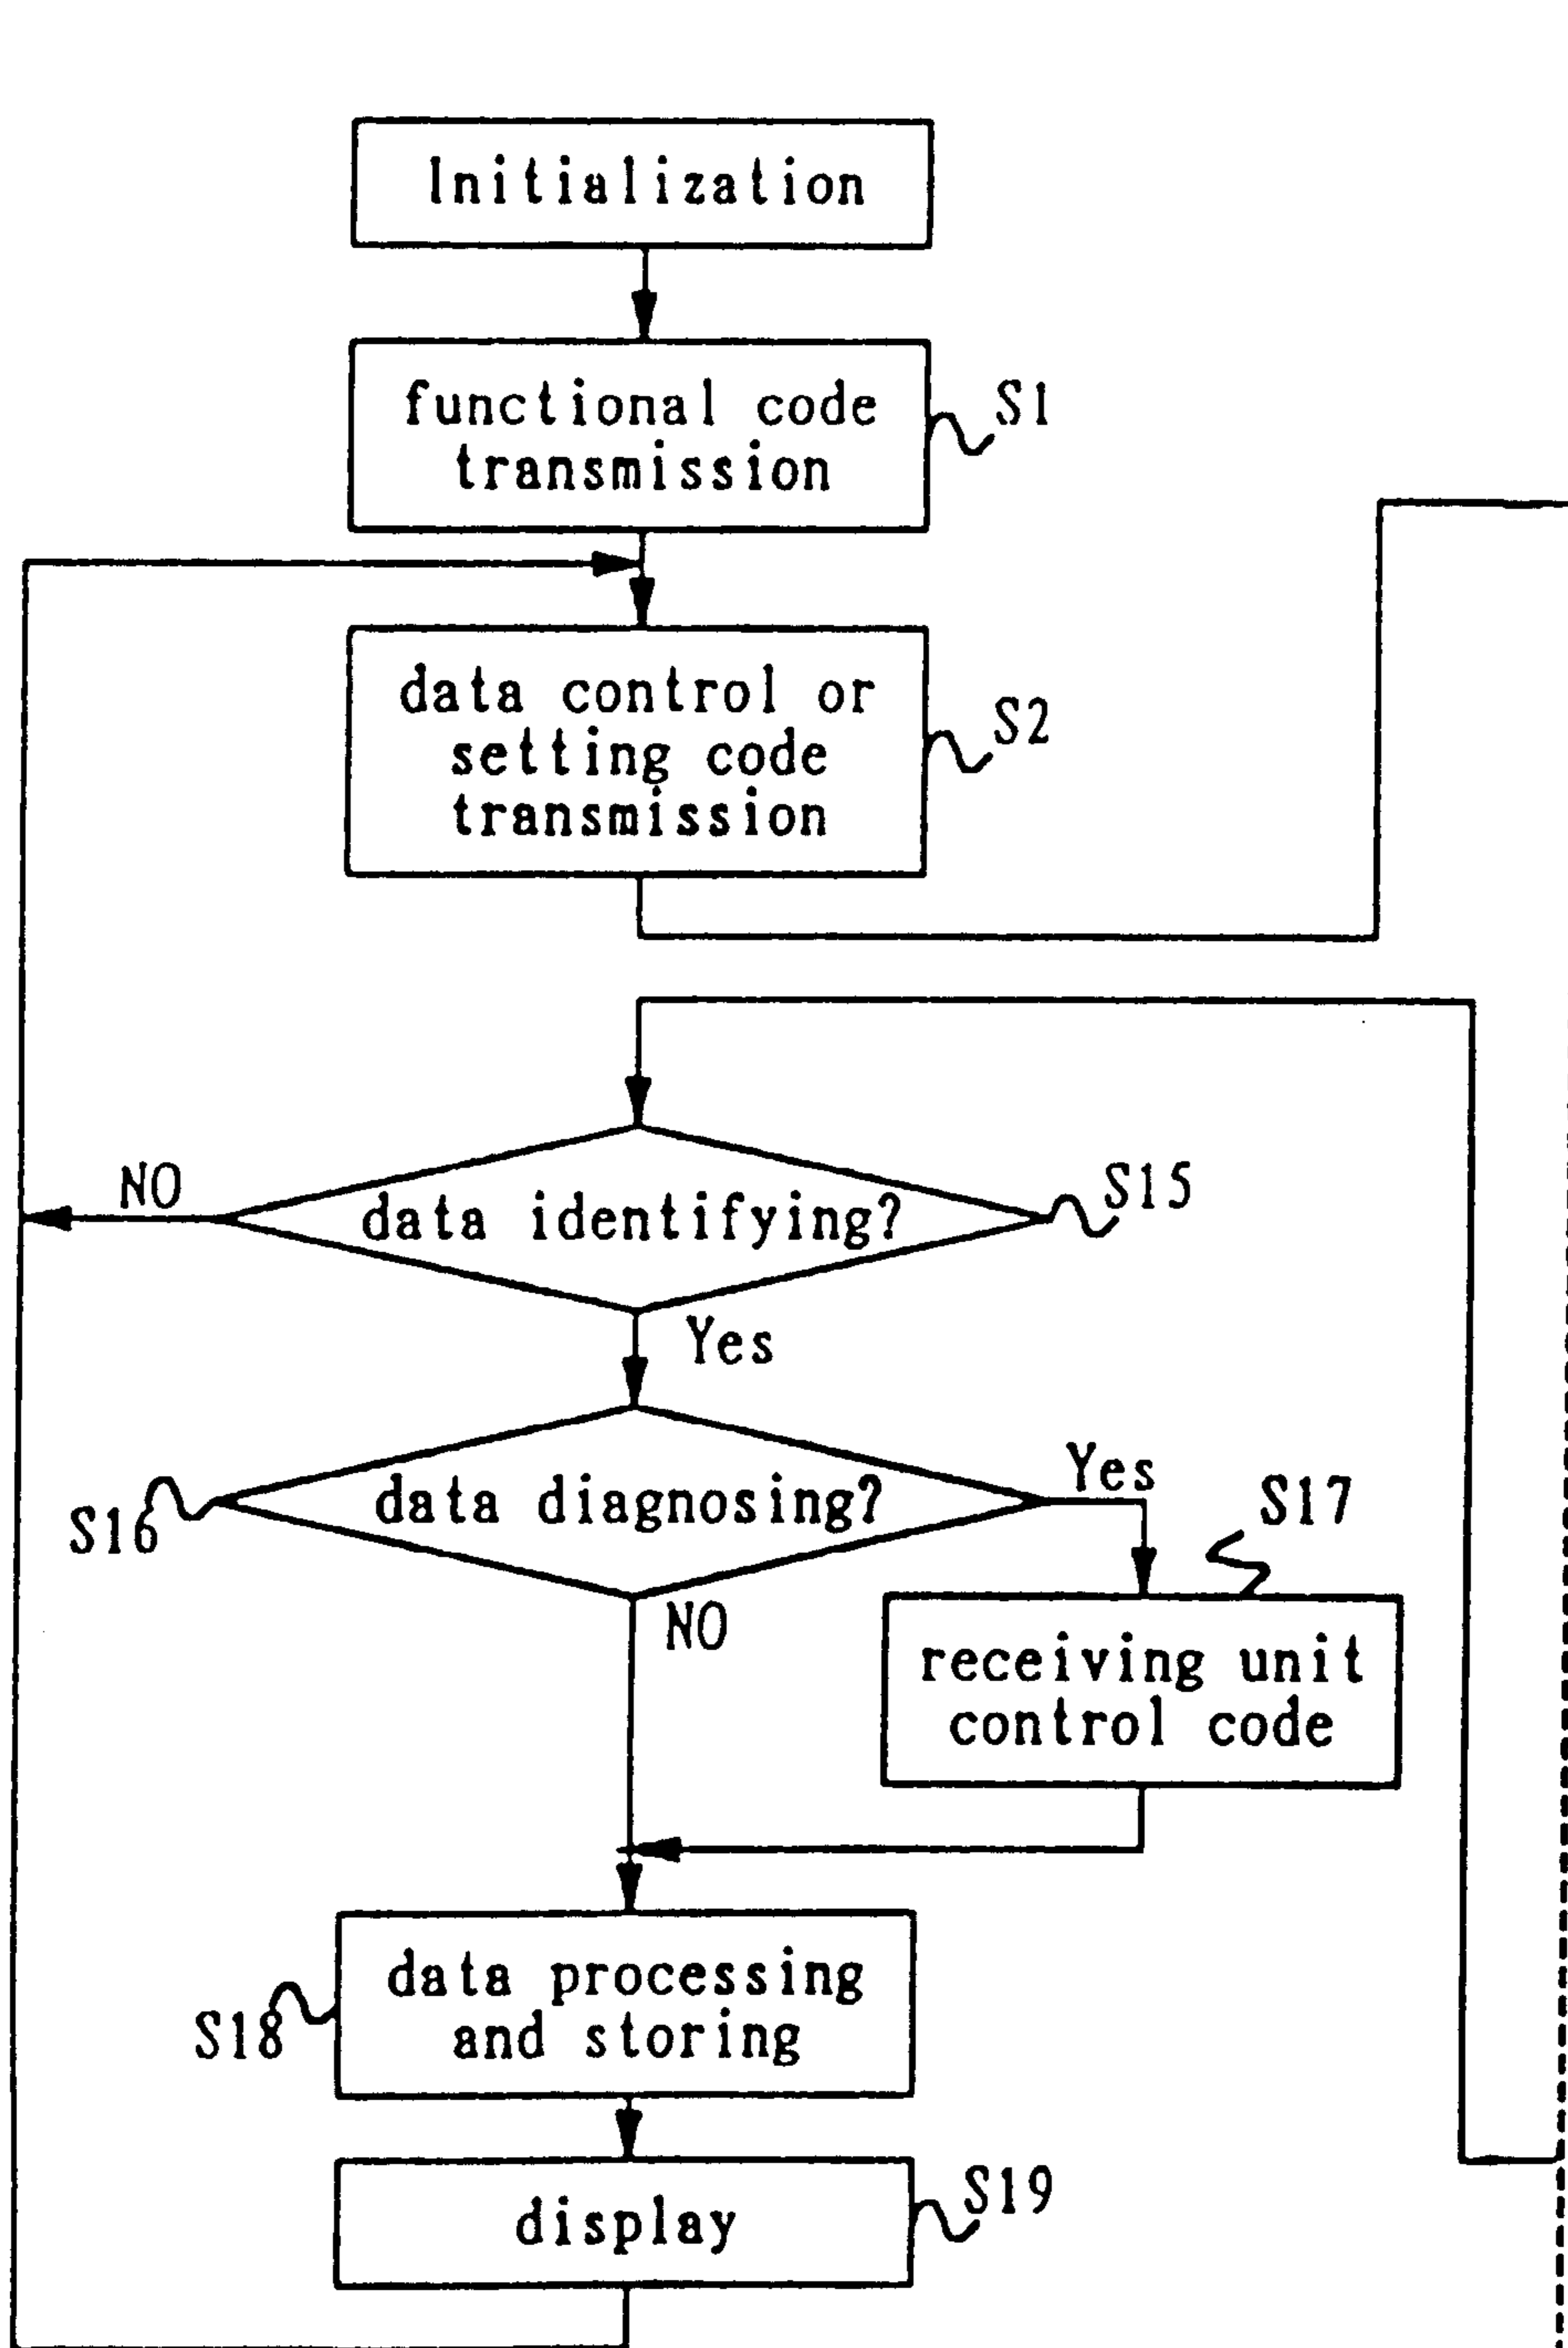 Initialization
functional code
transmission
S1
data control or
setting code
transmission
S2
NO
data identifying?
S15
Yes
S16
data diagnosing?
Yes
S17
NO
receiving unit
control code
S18
data processing
and storing
display
S19